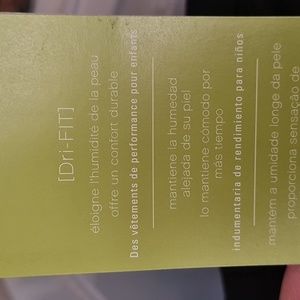 [Dri-FIT]
éloigne l'humidité de la peau
offre un confort durable
Des vêtements de performance pour enfants
mantiene la humedad
alejada de su piel
lo mantiene cómodo por
más tiempo
indumentaria de rendimiento para niños
mantém a umidade longe da pele
proporciona sensação de